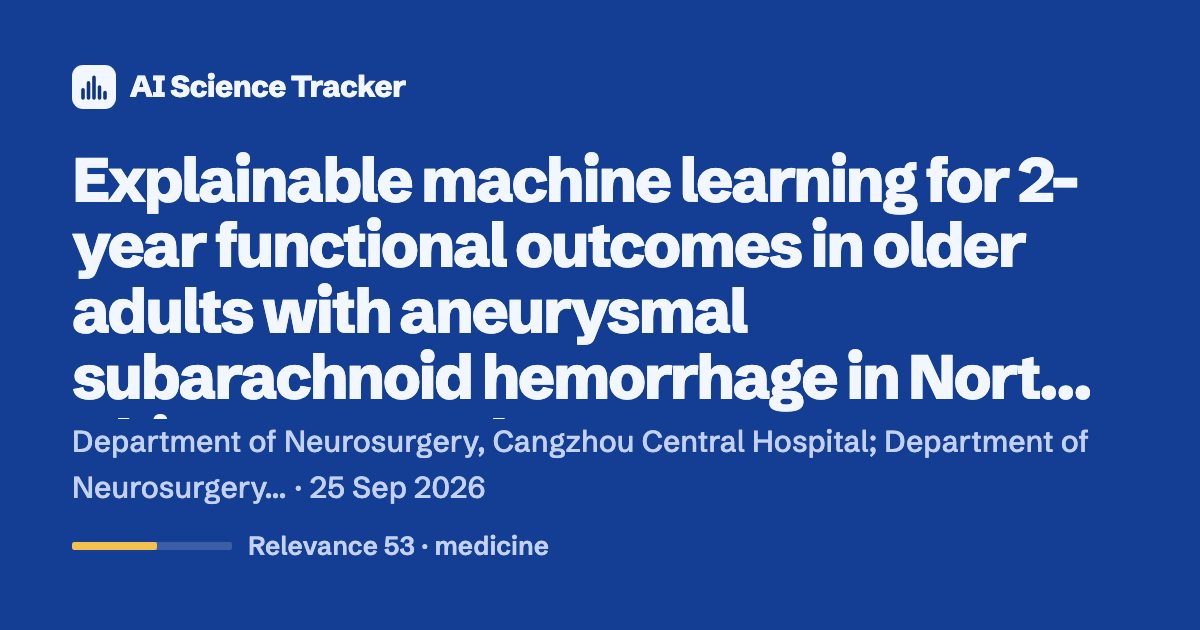 AI Science Tracker
Explainable machine learning for 2-
year functional outcomes in older
adults with aneurysmal
subarachnoid hemorrhage in Nort...
Department of Neurosurgery, Cangzhou Central Hospital; Department of
Neurosurgery... · 25 Sep 2026
Relevance 53 · medicine